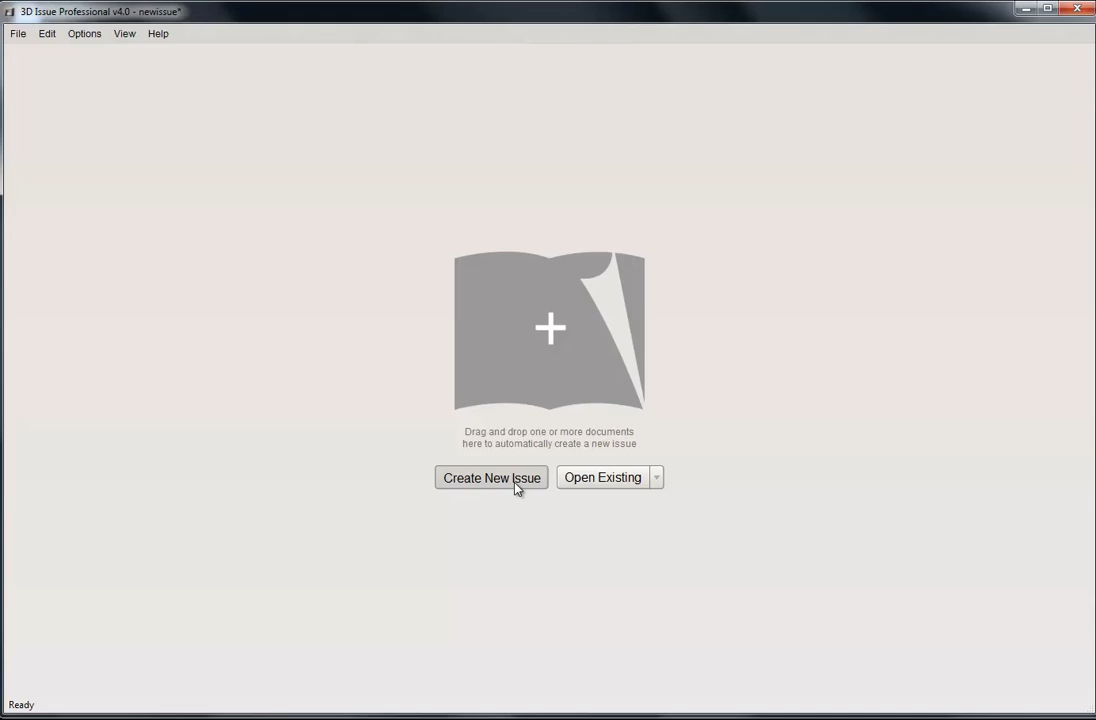 3D Issue Professional v4.0 - newissue*
File Edit Options View Help
Drag and drop one or more documents
here to automatically create a new issue
Create New Issue Open Existing
Ready